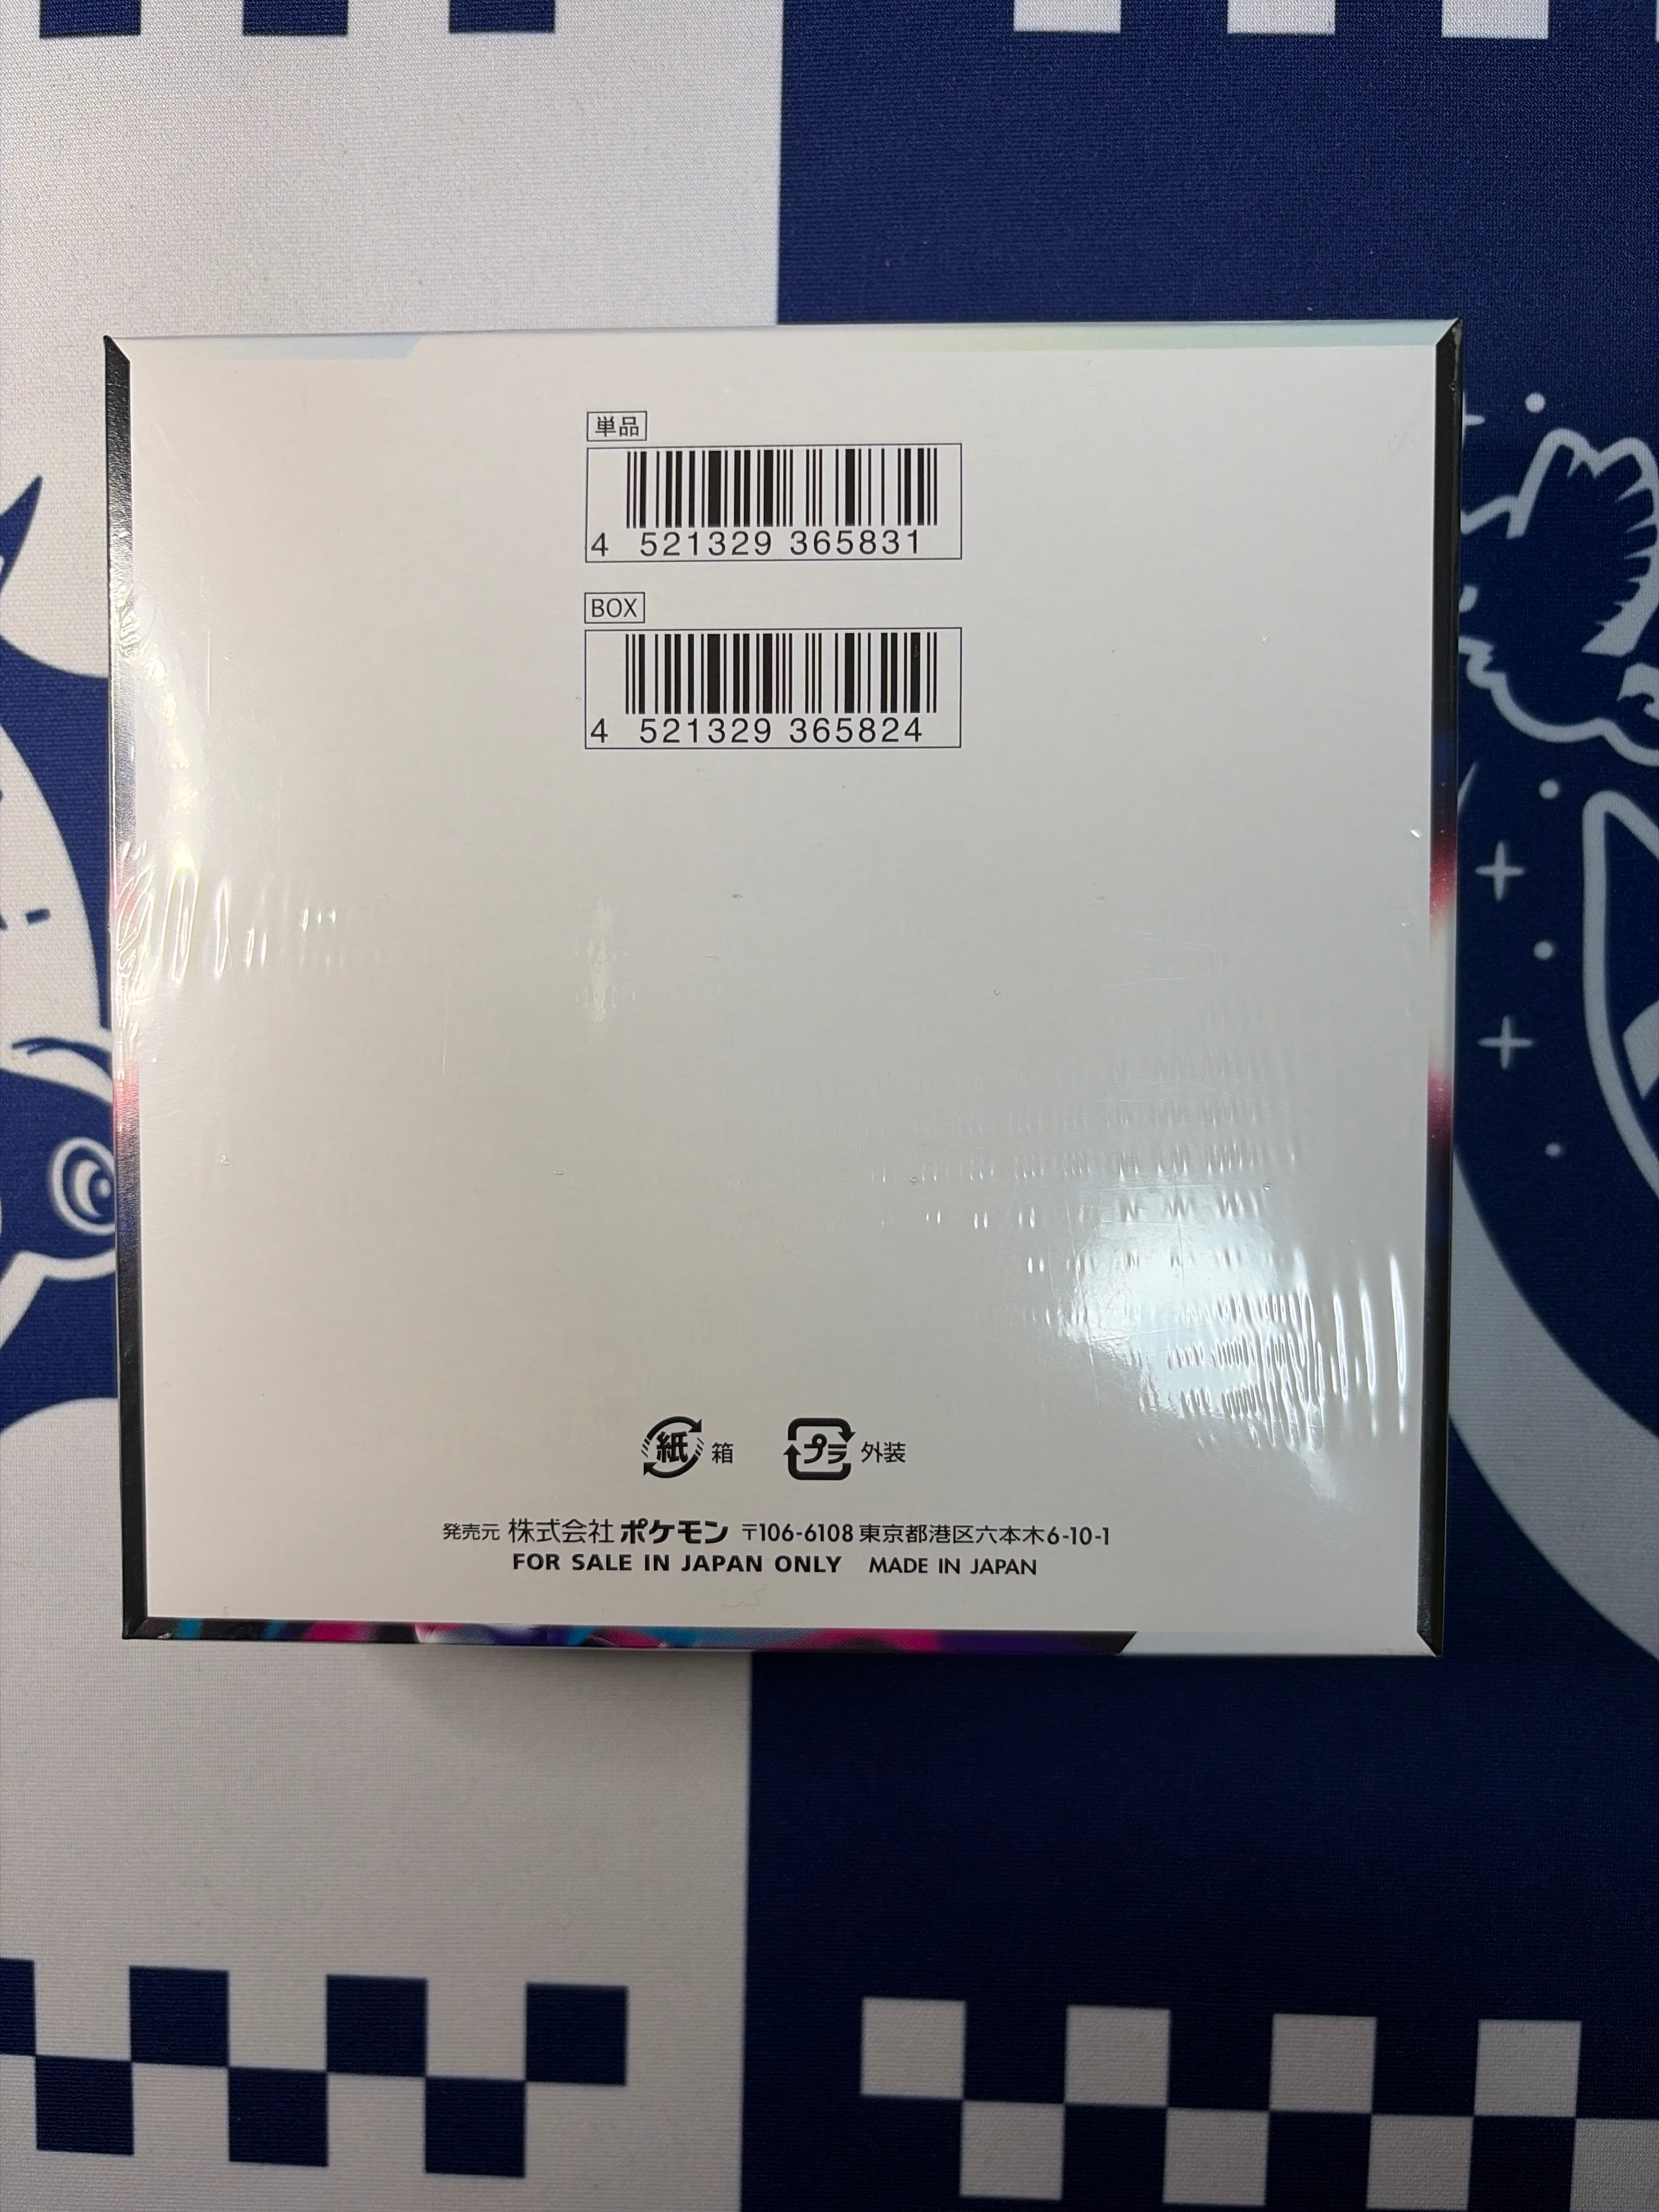 単品
4 521329 365831
BOX
4 521329 365824
紙 箱 プラ 外装
発売元 株式会社 ポケモン 〒106-6108 東京都港区六本木6-10-1
FOR SALE IN JAPAN ONLY MADE IN JAPAN